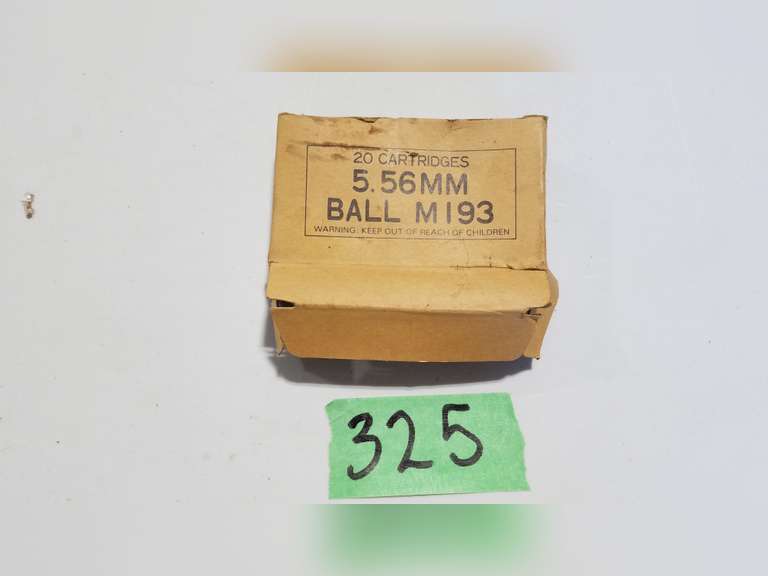 20 CARTRIDGES
5.56MM
BALL M193
WARNING: KEEP OUT OF REACH OF CHILDREN
325